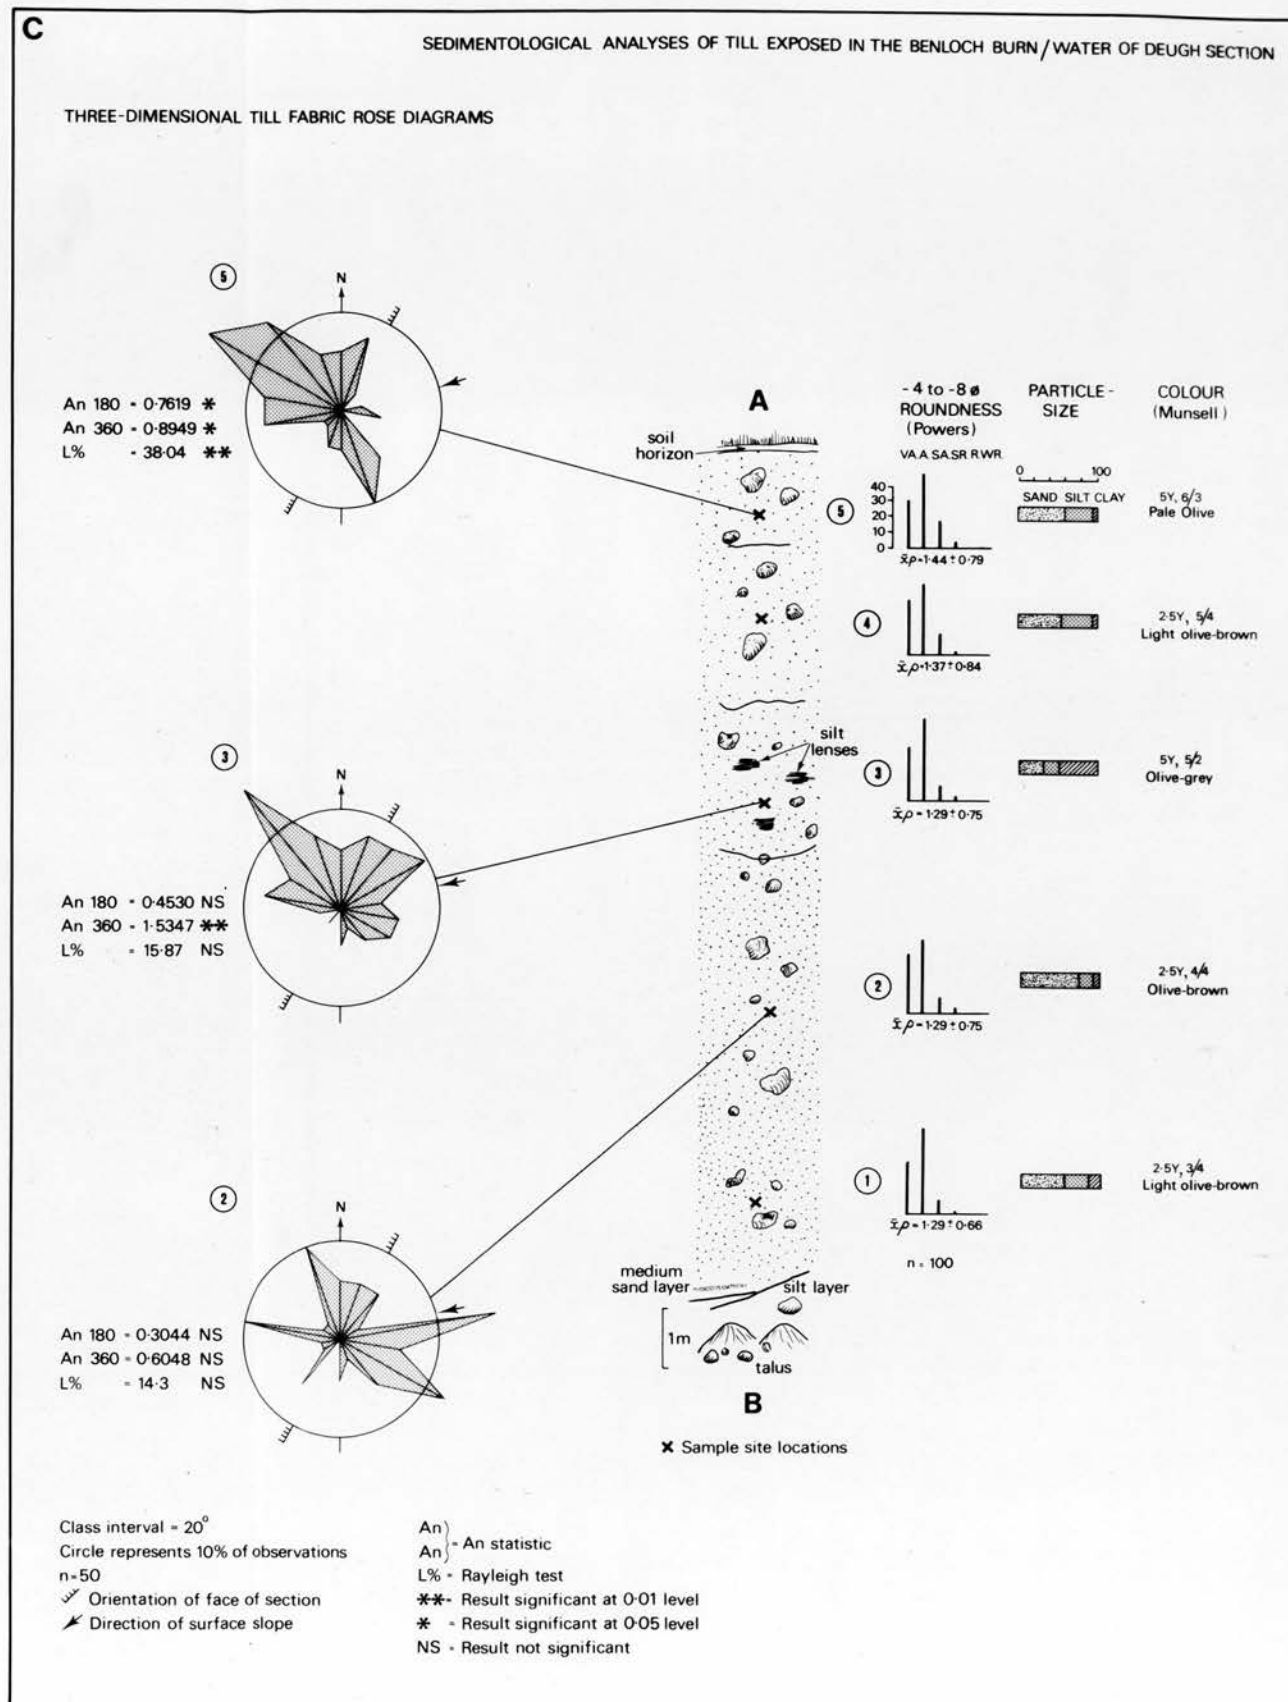 C
SEDIMENTOLOGICAL ANALYSES OF TILL EXPOSED IN THE BENLOCH BURN/WATER OF DEUGH SECTION
THREE-DIMENSIONAL TILL FABRIC ROSE DIAGRAMS
5
N
An 180 = 0·7619 *
An 360 = 0·8949 *
L% = 38·04 **
3
N
An 180 = 0·4530 NS
An 360 = 1·5347 **
L% = 15·87 NS
2
N
An 180 = 0·3044 NS
An 360 = 0·6048 NS
L% = 14·3 NS
A
soil
horizon
silt
lenses
medium
sand layer
silt layer
1m
talus
B
× Sample site locations
-4 to -8 ø
ROUNDNESS
(Powers)
VA A SA SR R WR
PARTICLE-
SIZE
COLOUR
(Munsell)
0 100
SAND SILT CLAY
5
40
30
20
10
0
x̄ρ=1·44 ± 0·79
5Y, 6/3
Pale Olive
4
x̄ρ=1·37 ± 0·84
2·5Y, 5/4
Light olive-brown
3
x̄ρ=1·29 ± 0·75
5Y, 5/2
Olive-grey
2
x̄ρ=1·29 ± 0·75
2·5Y, 4/4
Olive-brown
1
x̄ρ=1·29 ± 0·66
2·5Y, 3/4
Light olive-brown
n = 100
Class interval = 20°
Circle represents 10% of observations
n=50
Orientation of face of section
Direction of surface slope
An
An } = An statistic
L% = Rayleigh test
** = Result significant at 0·01 level
* = Result significant at 0·05 level
NS = Result not significant